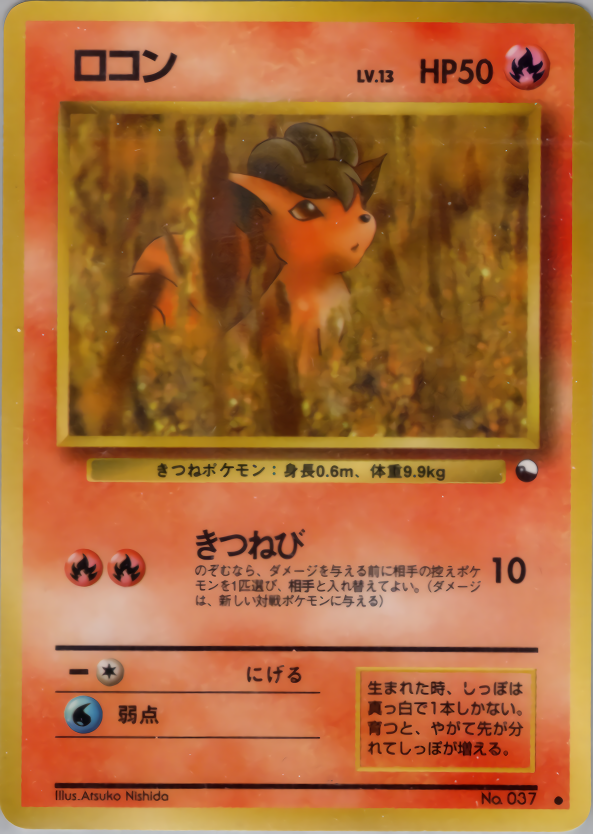 ロコン LV.13 HP50
きつねポケモン：身長0.6m、体重9.9kg
きつねび
のぞむなら、ダメージを与える前に相手の控えポケ
モンを1匹選び、相手と入れ替えてよい。（ダメージ 10
は、新しい対戦ポケモンに与える）
ー にげる
弱点
生まれた時、しっぽは
真っ白で1本しかない。
育つと、やがて先が分
れてしっぽが増える。
Illus.Atsuko Nishida No. 037